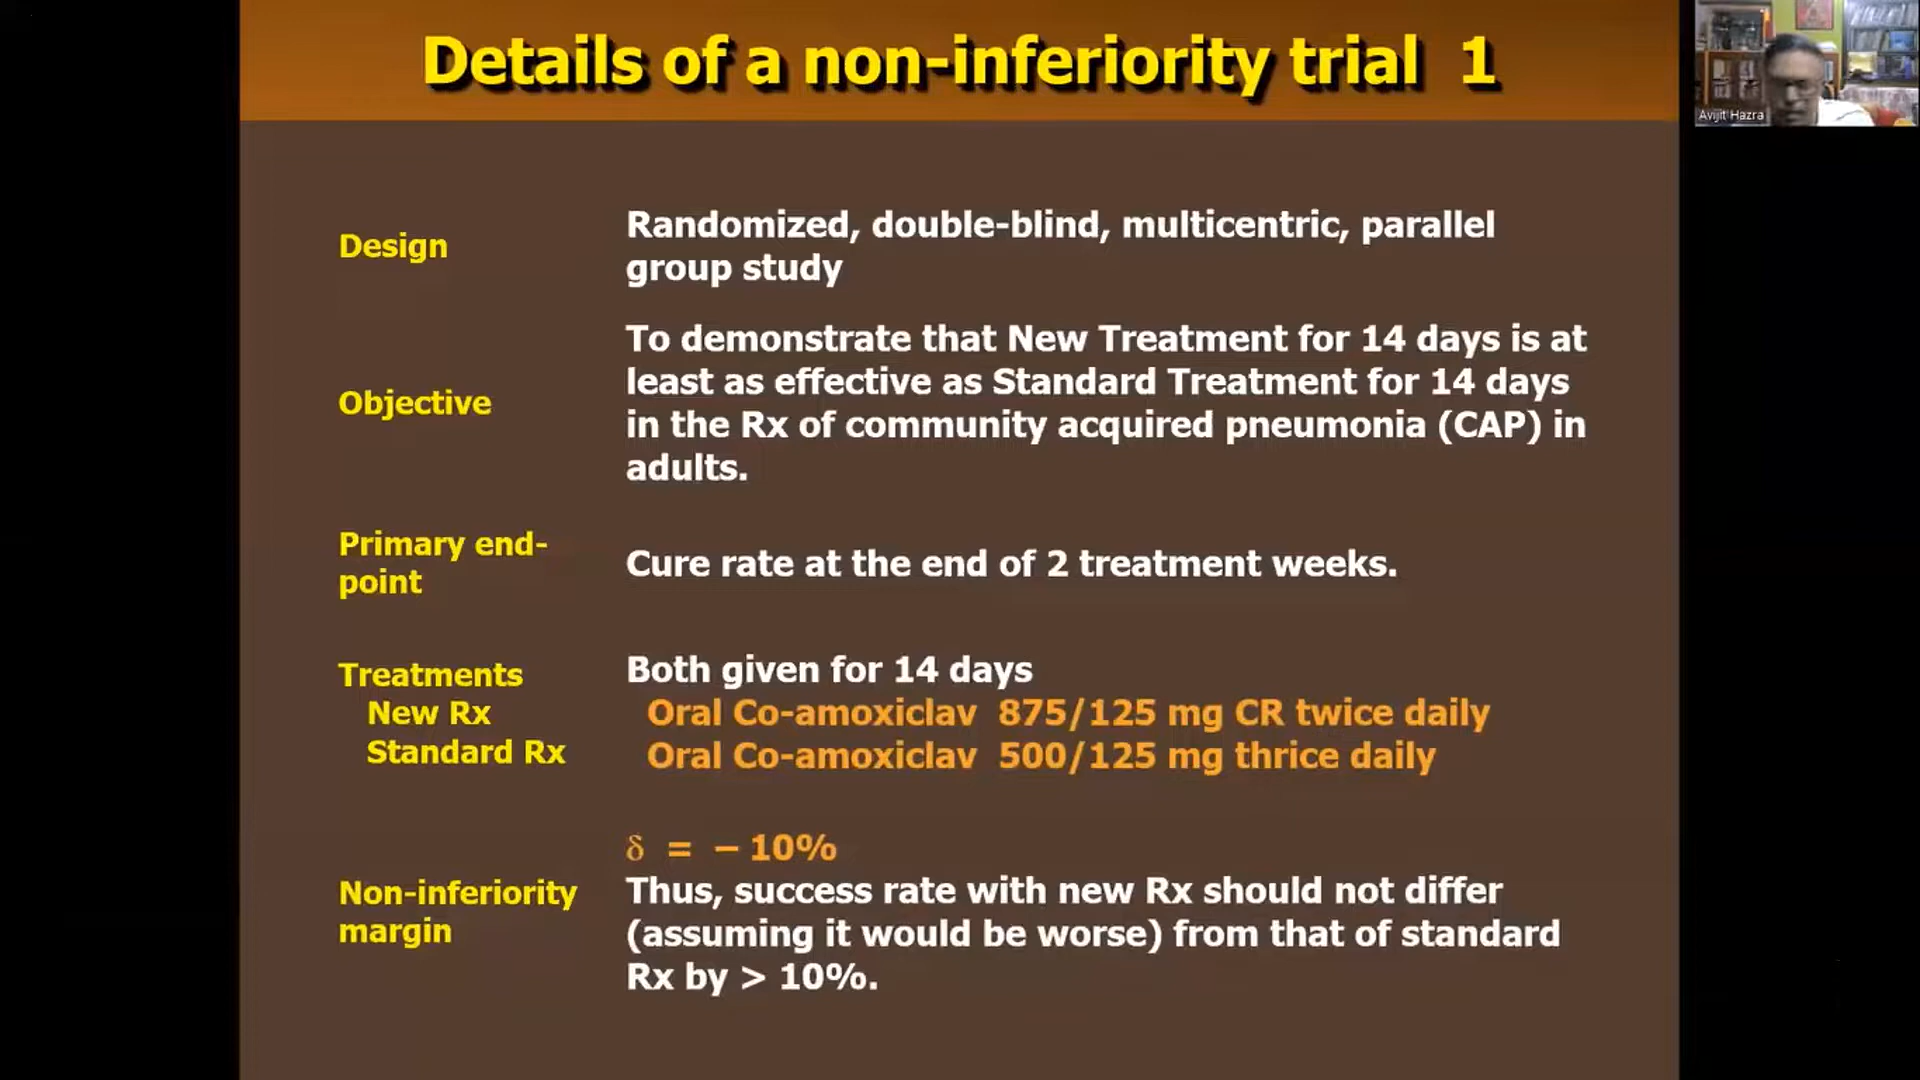 Details of a non-inferiority trial 1
Avijit Hazra
Design
Randomized, double-blind, multicentric, parallel
group study
Objective
To demonstrate that New Treatment for 14 days is at
least as effective as Standard Treatment for 14 days
in the Rx of community acquired pneumonia (CAP) in
adults.
Primary end-
point
Cure rate at the end of 2 treatment weeks.
Treatments
Both given for 14 days
New Rx
Oral Co-amoxiclav 875/125 mg CR twice daily
Standard Rx
Oral Co-amoxiclav 500/125 mg thrice daily
Non-inferiority
margin
δ = – 10%
Thus, success rate with new Rx should not differ
(assuming it would be worse) from that of standard
Rx by > 10%.